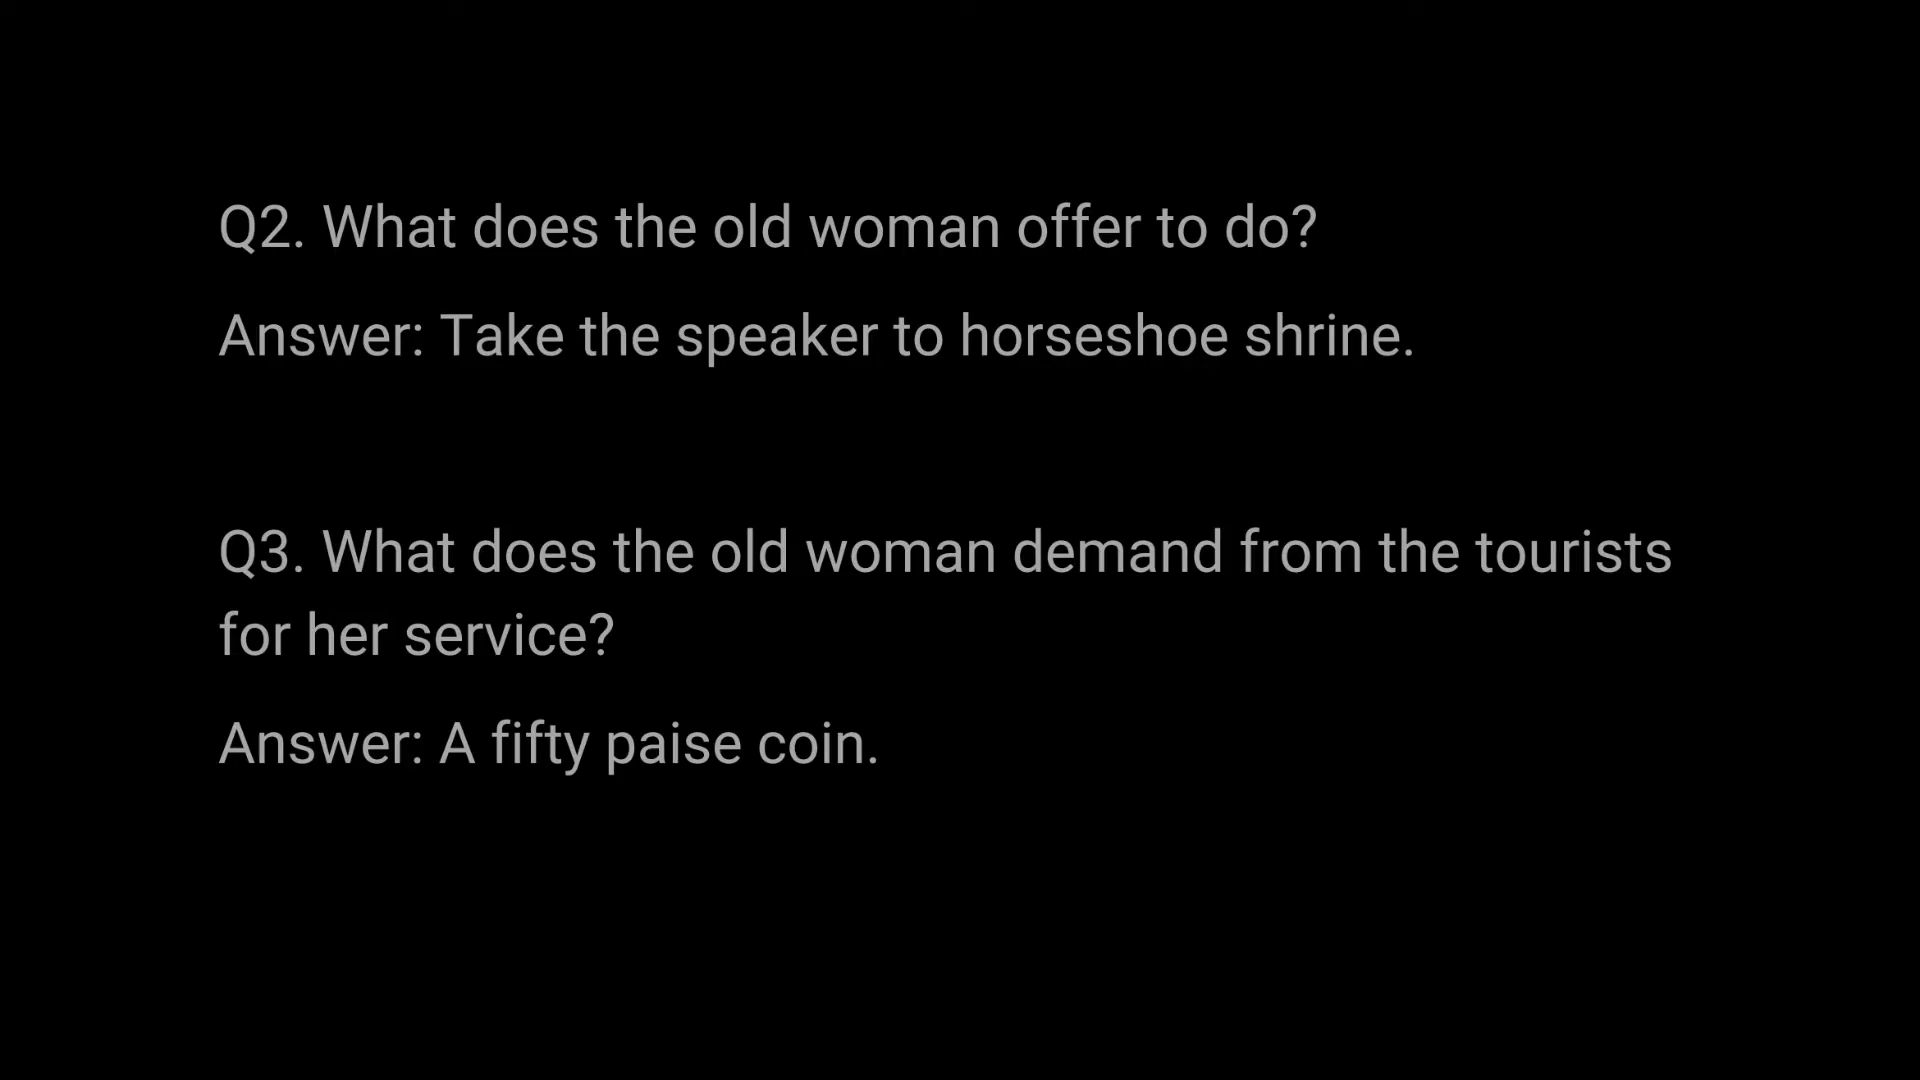 Q2. What does the old woman offer to do?
Answer: Take the speaker to horseshoe shrine.
Q3. What does the old woman demand from the tourists
for her service?
Answer: A fifty paise coin.